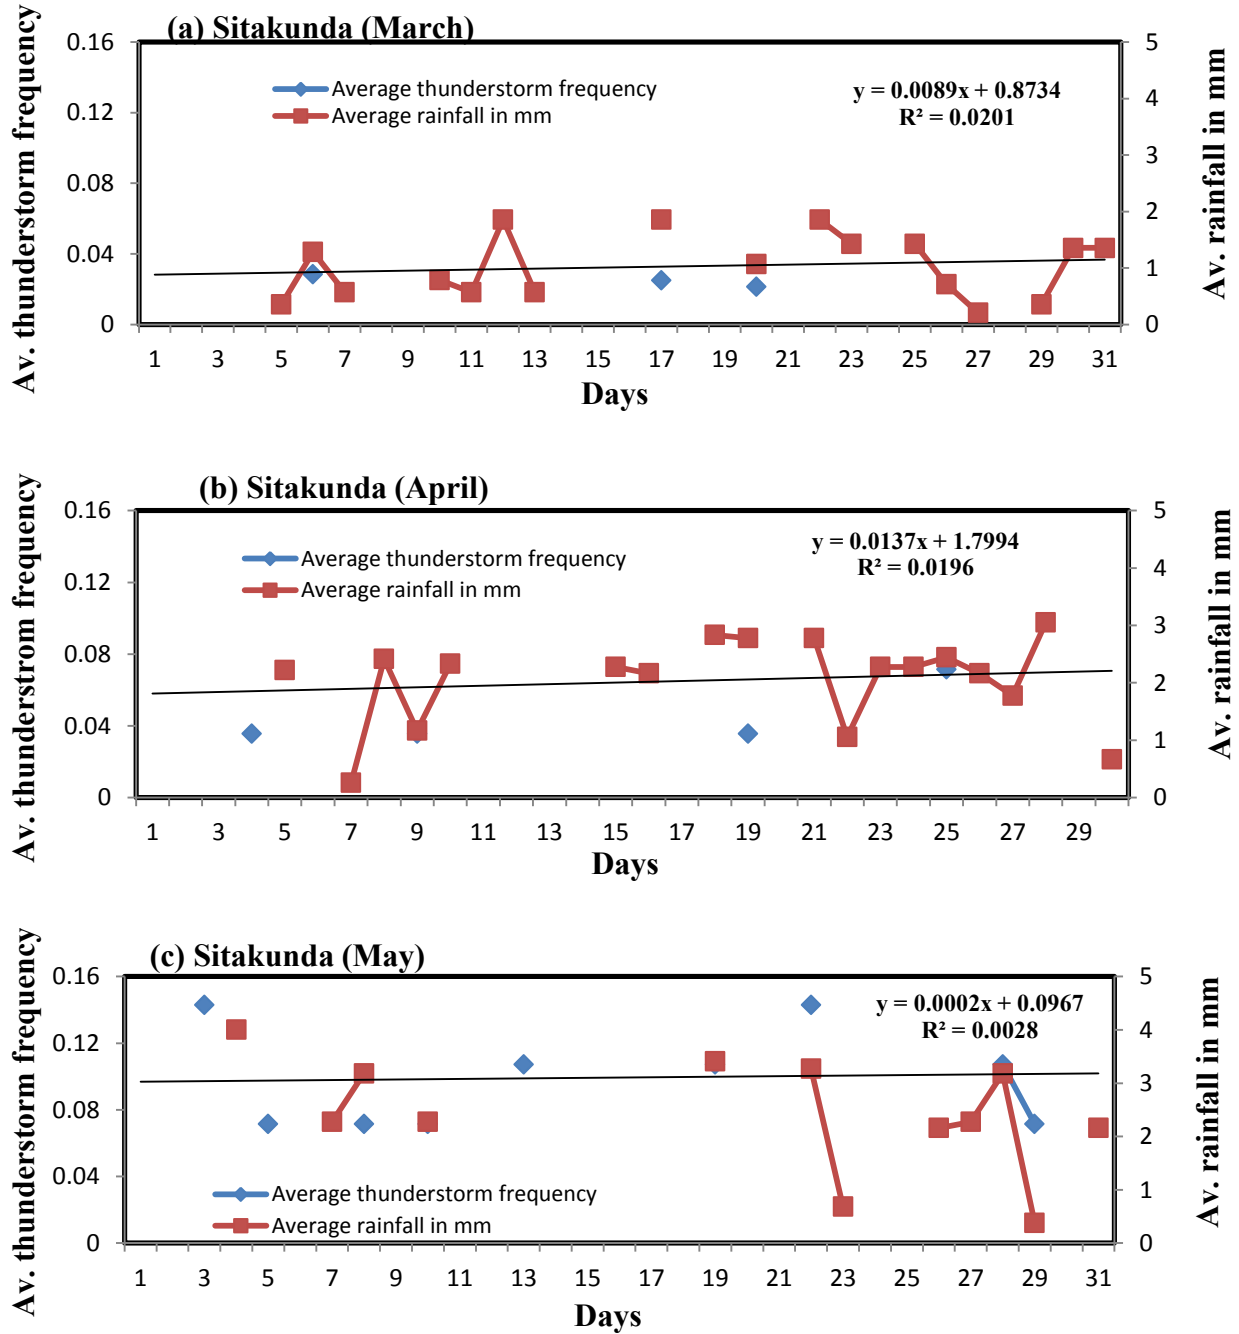 (a) Sitakunda (March)
Av. thunderstorm frequency
0.16
0.12
0.08
0.04
0
Average thunderstorm frequency
Average rainfall in mm
y = 0.0089x + 0.8734
R² = 0.0201
5
4
3
2
1
0
Av. rainfall in mm
1 3 5 7 9 11 13 15 17 19 21 23 25 27 29 31
Days
(b) Sitakunda (April)
Av. thunderstrom frequency
0.16
0.12
0.08
0.04
0
Average thunderstorm frequency
Average rainfall in mm
y = 0.0137x + 1.7994
R² = 0.0196
5
4
3
2
1
0
Av. rainfall in mm
1 3 5 7 9 11 13 15 17 19 21 23 25 27 29
Days
(c) Sitakunda (May)
Av. thunderstorm frequency
0.16
0.12
0.08
0.04
0
y = 0.0002x + 0.0967
R² = 0.0028
Average thunderstorm frequency
Average rainfall in mm
5
4
3
2
1
0
Av. rainfall in mm
1 3 5 7 9 11 13 15 17 19 21 23 25 27 29 31
Days